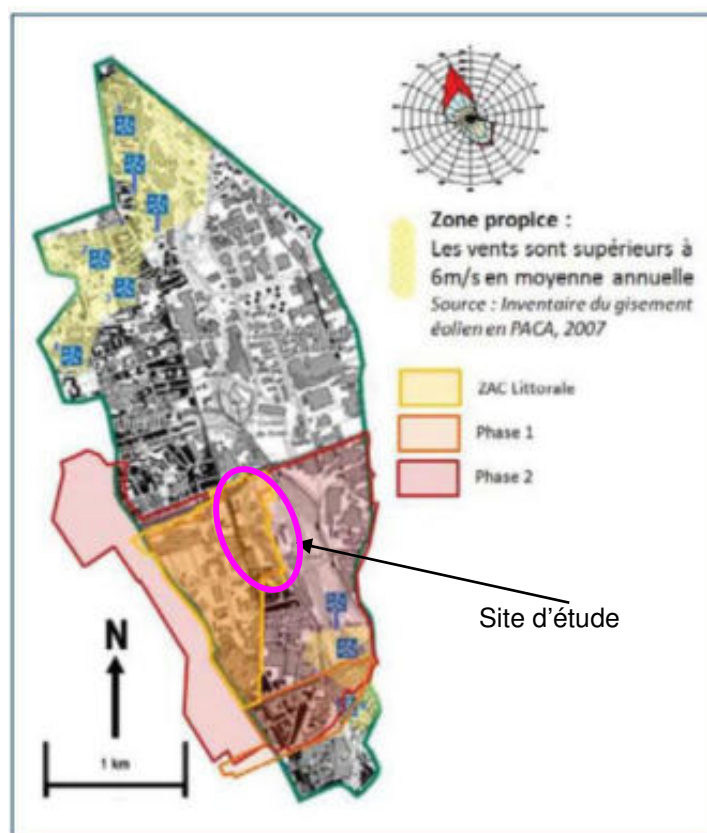 Zone propice :
Les vents sont supérieurs à
6m/s en moyenne annuelle
Source : Inventaire du gisement
éolien en PACA, 2007
ZAC Littorale
Phase 1
Phase 2
Site d'étude
N
1 km